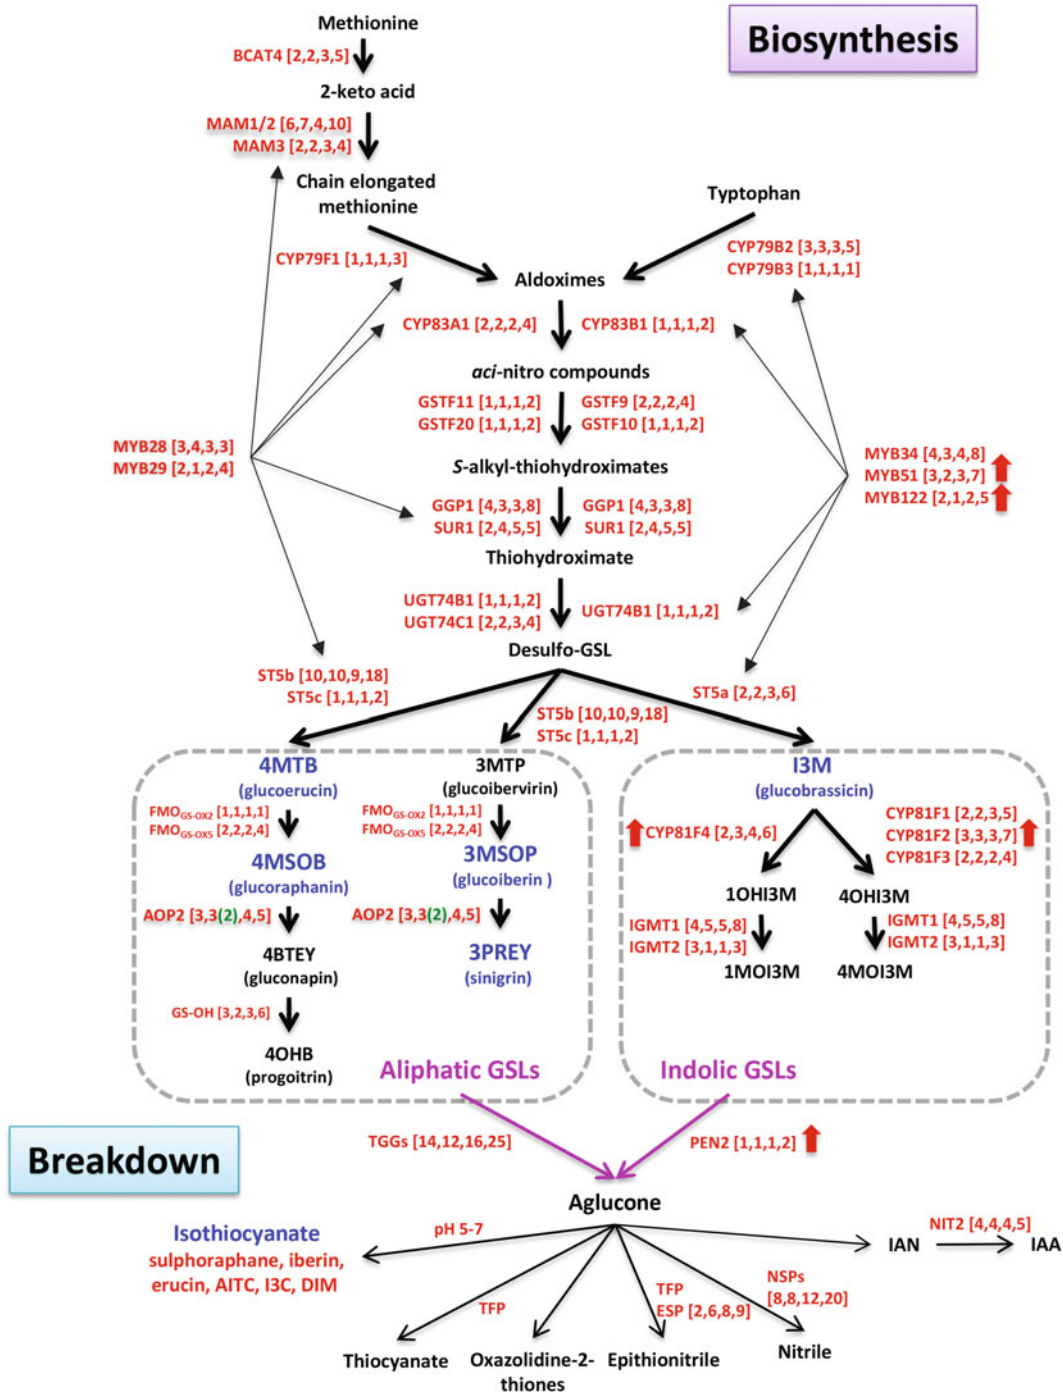 Methionine
Biosynthesis
BCAT4 [2,2,3,5]
2-keto acid
MAM1/2 [6,7,4,10]
MAM3 [2,2,3,4]
Chain elongated
methionine
Typtophan
CYP79F1 [1,1,1,3]
CYP79B2 [3,3,3,5]
CYP79B3 [1,1,1,1]
Aldoximes
CYP83A1 [2,2,2,4]
CYP83B1 [1,1,1,2]
aci-nitro compounds
GSTF11 [1,1,1,2]
GSTF20 [1,1,1,2]
GSTF9 [2,2,2,4]
GSTF10 [1,1,1,2]
MYB28 [3,4,3,3]
MYB29 [2,1,2,4]
S-alkyl-thiohydroximates
MYB34 [4,3,4,8]
MYB51 [3,2,3,7]
MYB122 [2,1,2,5
GGP1 [4,3,3,8]
SUR1 [2,4,5,5]
GGP1 [4,3,3,8]
SUR1 [2,4,5,5]
Thiohydroximate
UGT74B1 [1,1,1,2]
UGT74C1 [2,2,3,4]
UGT74B1 [1,1,1,2]
Desulfo-GSL
ST5b [10,10,9,18]
ST5c [1,1,1,2]
ST5b [10,10,9,18]
ST5c [1,1,1,2]
ST5a [2,2,3,6]
4MTB
(glucoerucin)
3MTP
(glucoibervirin)
I3M
(glucobrassicin)
FMOGS-OX2 [1,1,1,1]
FMOGS-OX5 [2,2,2,4]
FMOGS-OX2 [1,1,1,1]
FMOGS-OX5 [2,2,2,4]
CYP81F4 [2,3,4,6]
CYP81F1 [2,2,3,5]
CYP81F2 [3,3,3,7]
CYP81F3 [2,2,2,4]
4MSOB
(glucoraphanin)
3MSOP
(glucoiberin )
1OHI3M
4OHI3M
AOP2 [3,3(2),4,5]
AOP2 [3,3(2),4,5]
IGMT1 [4,5,5,8]
IGMT2 [3,1,1,3]
IGMT1 [4,5,5,8]
IGMT2 [3,1,1,3]
4BTEY
(gluconapin)
3PREY
(sinigrin)
1MOI3M
4MOI3M
GS-OH [3,2,3,6]
4OHB
(progoitrin)
Aliphatic GSLs
Indolic GSLs
Breakdown
TGGs [14,12,16,25]
PEN2 [1,1,1,2]
Aglucone
Isothiocyanate
sulphoraphane, iberin,
erucin, AITC, I3C, DIM
pH 5-7
IAN
NIT2 [4,4,4,5]
IAA
TFP
TFP
ESP [2,6,8,9]
NSPs
[8,8,12,20]
Thiocyanate
Oxazolidine-2-
thiones
Epithionitrile
Nitrile